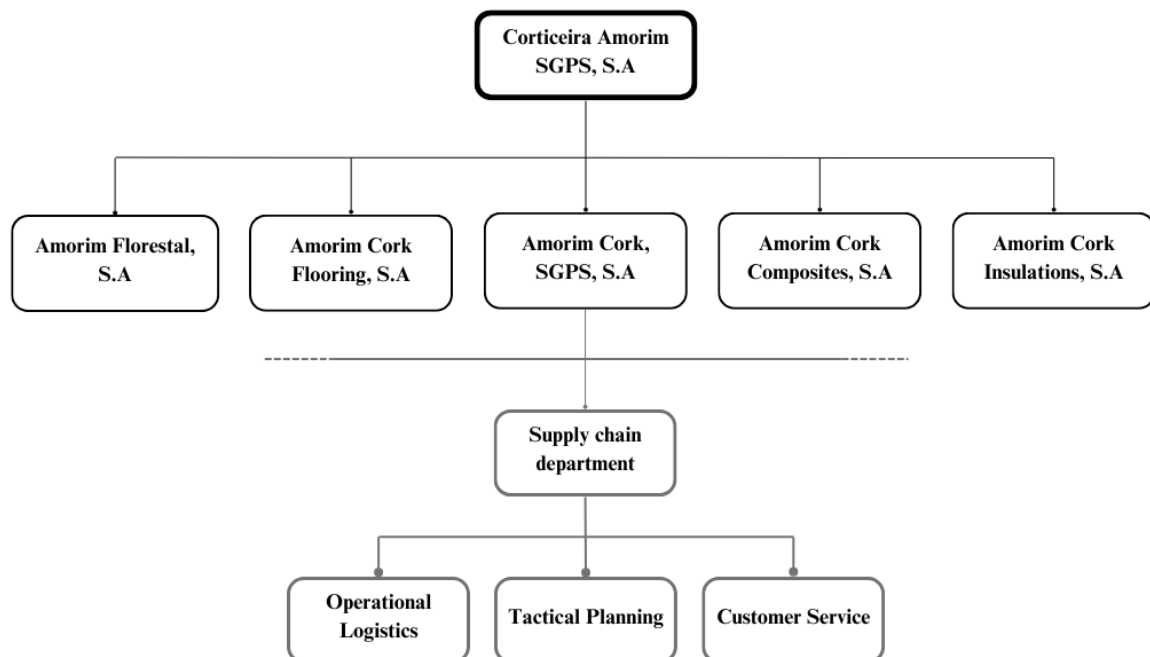 Corticeira Amorim
SGPS, S.A
Amorim Florestal,
S.A
Amorim Cork
Flooring, S.A
Amorim Cork,
SGPS, S.A
Amorim Cork
Composites, S.A
Amorim Cork
Insulations, S.A
Supply chain
department
Operational
Logistics
Tactical Planning
Customer Service